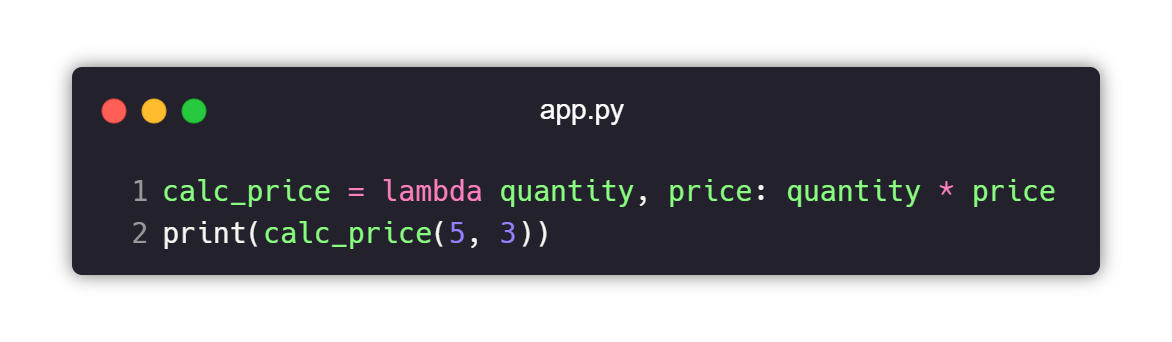 app.py
1 calc_price = lambda quantity, price: quantity * price
2 print(calc_price(5, 3))